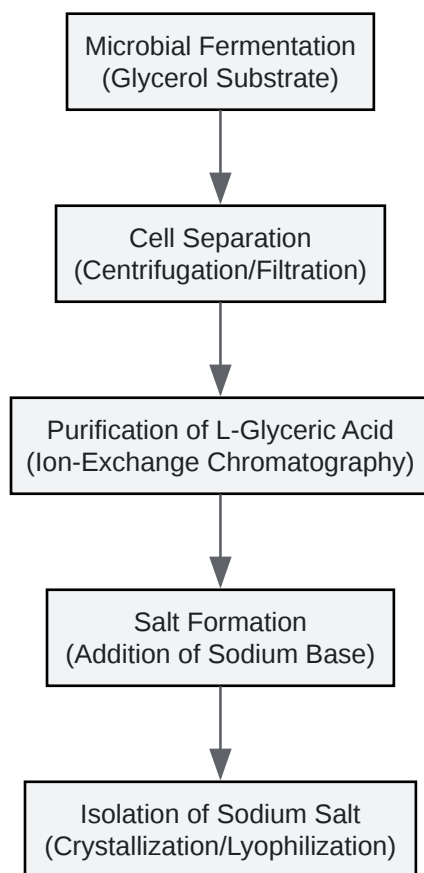 Microbial Fermentation
(Glycerol Substrate)
Cell Separation
(Centrifugation/Filtration)
Purification of L-Glyceric Acid
(Ion-Exchange Chromatography)
Salt Formation
(Addition of Sodium Base)
Isolation of Sodium Salt
(Crystallization/Lyophilization)